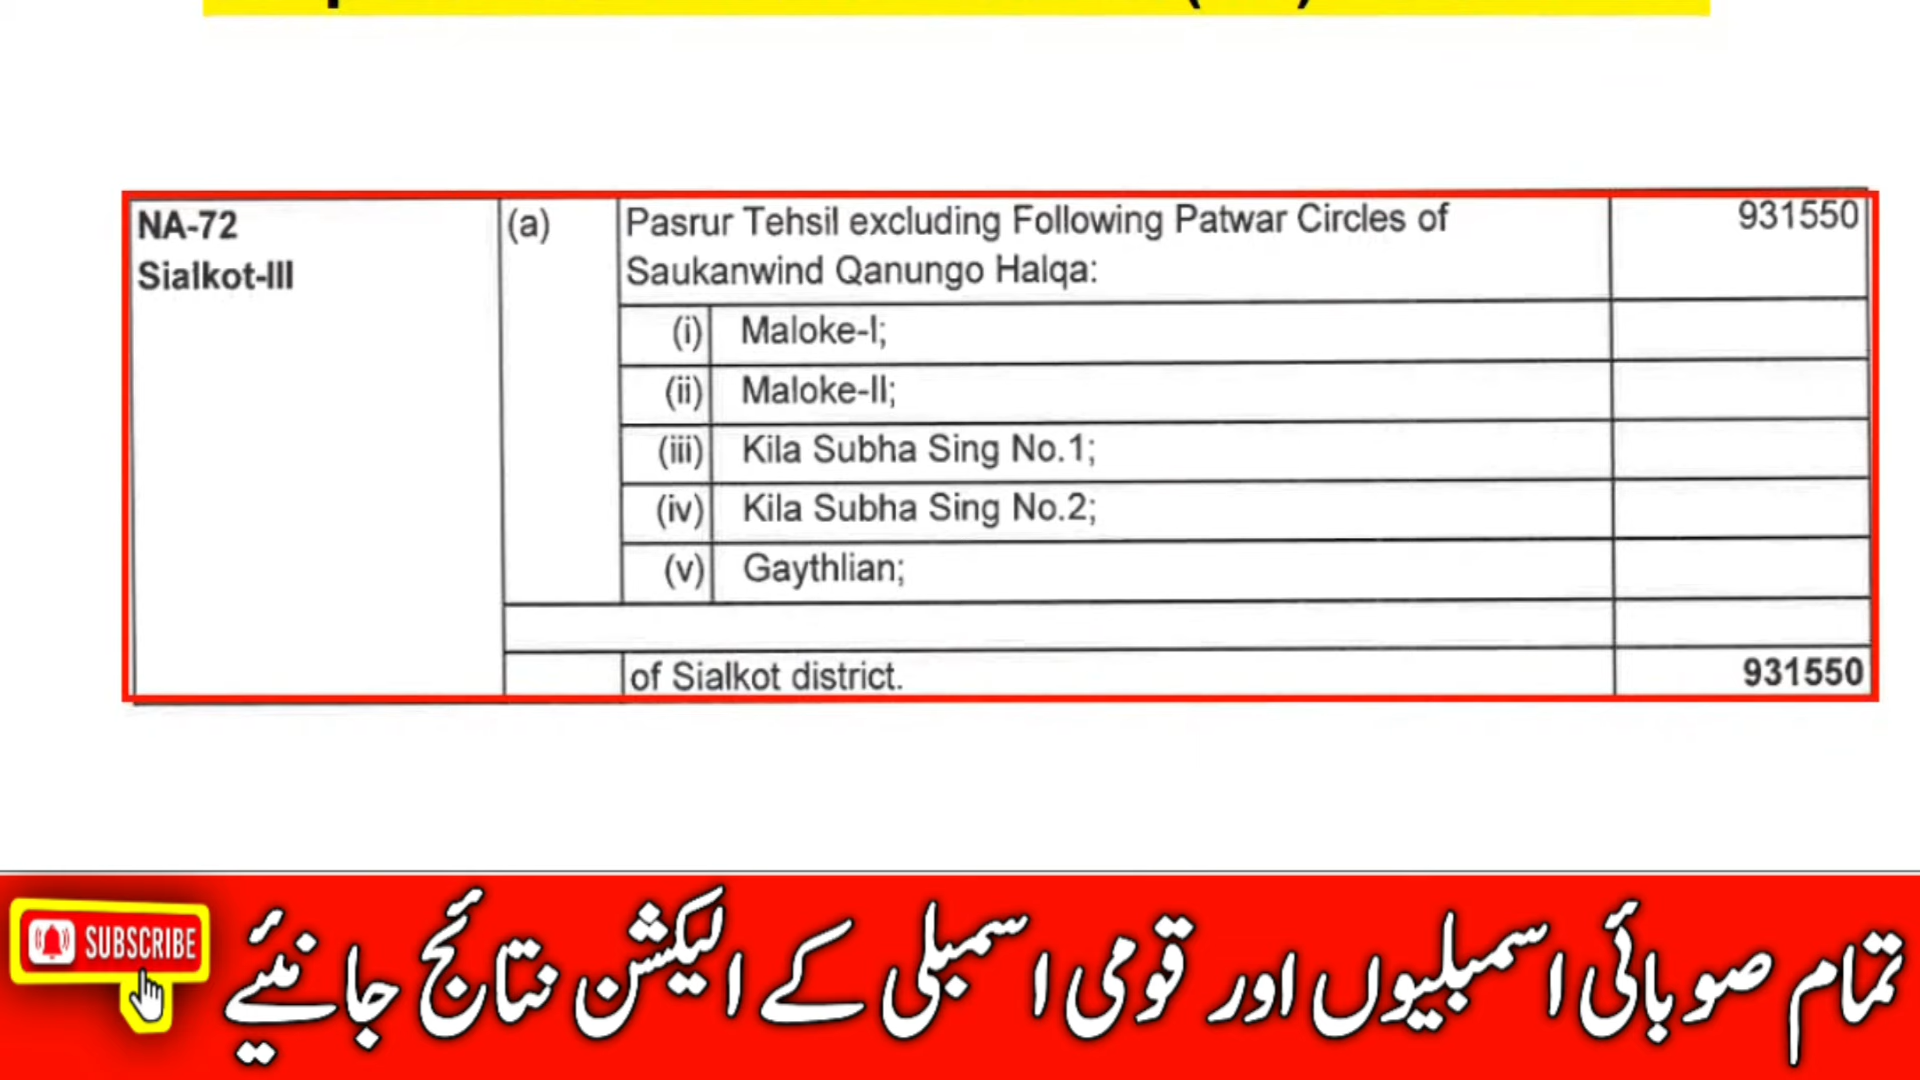 NA-72
Sialkot-III
(a)
Pasrur Tehsil excluding Following Patwar Circles of
Saukanwind Qanungo Halqa:
931550
(i) Maloke-I;
(ii) Maloke-II;
(iii) Kila Subha Sing No.1;
(iv) Kila Subha Sing No.2;
(v) Gaythlian;
of Sialkot district. 931550
SUBSCRIBE
تمام صوبائی اسمبلیوں اور قومی اسمبلی کے الیکشن نتائج جانئیے